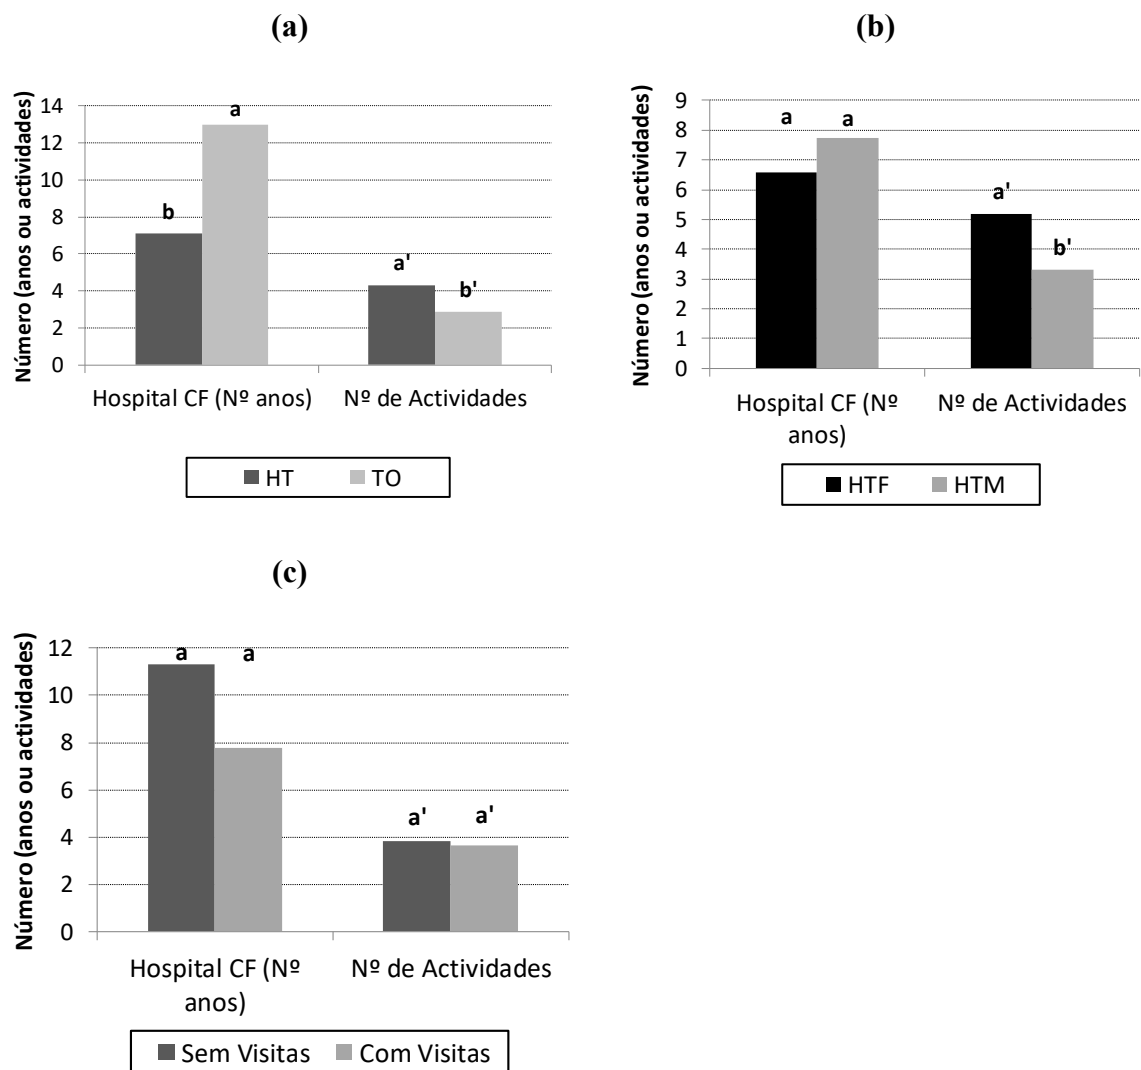 (a)
Número (anos ou actividades)
14
12
10
8
6
4
2
0
b
a
a'
b'
Hospital CF (Nº anos)
Nº de Actividades
HT
TO
(b)
Número (anos ou actividades)
9
8
7
6
5
4
3
2
1
0
a
a
a'
b'
Hospital CF (Nº
anos)
Nº de Actividades
HTF
HTM
(c)
Número (anos ou actividades)
12
10
8
6
4
2
0
a
a
a'
a'
Hospital CF (Nº
anos)
Nº de Actividades
Sem Visitas
Com Visitas